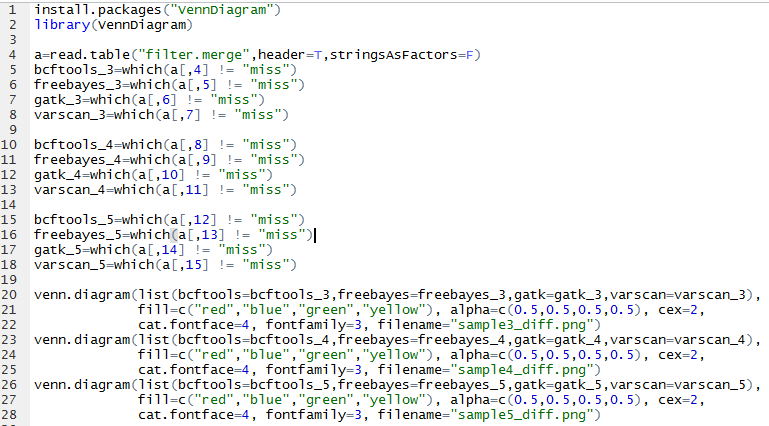 1 install.packages("VennDiagram")
2 library(VennDiagram)
3
4 a=read.table("filter.merge",header=T,stringsAsFactors=F)
5 bcftools_3=which(a[,4] != "miss")
6 freebayes_3=which(a[,5] != "miss")
7 gatk_3=which(a[,6] != "miss")
8 varscan_3=which(a[,7] != "miss")
9
10 bcftools_4=which(a[,8] != "miss")
11 freebayes_4=which(a[,9] != "miss")
12 gatk_4=which(a[,10] != "miss")
13 varscan_4=which(a[,11] != "miss")
14
15 bcftools_5=which(a[,12] != "miss")
16 freebayes_5=which(a[,13] != "miss")
17 gatk_5=which(a[,14] != "miss")
18 varscan_5=which(a[,15] != "miss")
19
20 venn.diagram(list(bcftools=bcftools_3,freebayes=freebayes_3,gatk=gatk_3,varscan=varscan_3),
21 fill=c("red","blue","green","yellow"), alpha=c(0.5,0.5,0.5,0.5), cex=2,
22 cat.fontface=4, fontfamily=3, filename="sample3_diff.png")
23 venn.diagram(list(bcftools=bcftools_4,freebayes=freebayes_4,gatk=gatk_4,varscan=varscan_4),
24 fill=c("red","blue","green","yellow"), alpha=c(0.5,0.5,0.5,0.5), cex=2,
25 cat.fontface=4, fontfamily=3, filename="sample4_diff.png")
26 venn.diagram(list(bcftools=bcftools_5,freebayes=freebayes_5,gatk=gatk_5,varscan=varscan_5),
27 fill=c("red","blue","green","yellow"), alpha=c(0.5,0.5,0.5,0.5), cex=2,
28 cat.fontface=4, fontfamily=3, filename="sample5_diff.png")